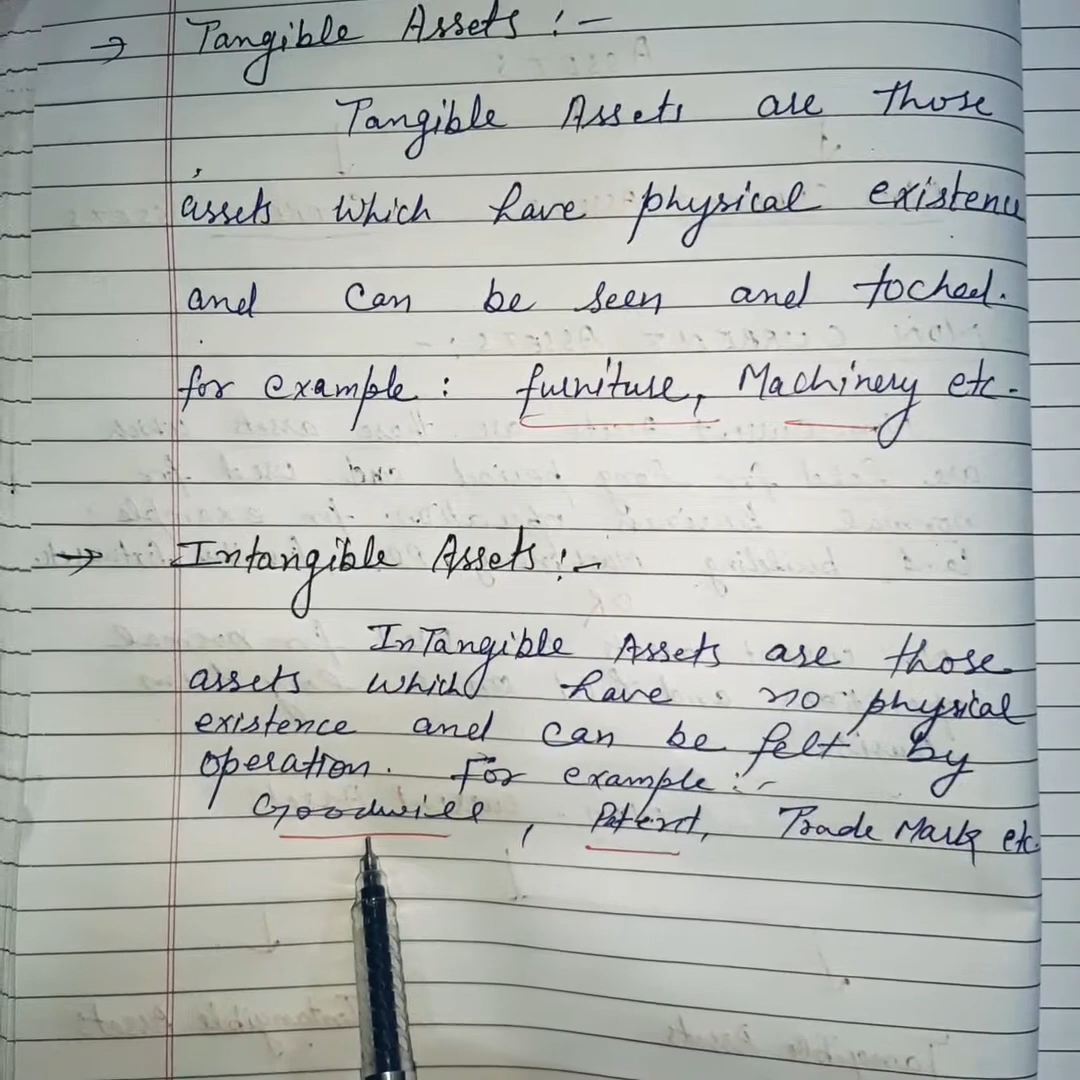 → Tangible Assets :-
Tangible Assets are those
assets which have physical existence
and can be seen and toched.
for example : furniture, Machinery etc.
→ Intangible Assets :-
InTangible Assets are those
assets which have no physical
existence and can be felt by
operation. For example :-
Goodwill, Patent, Trade Mark etc.